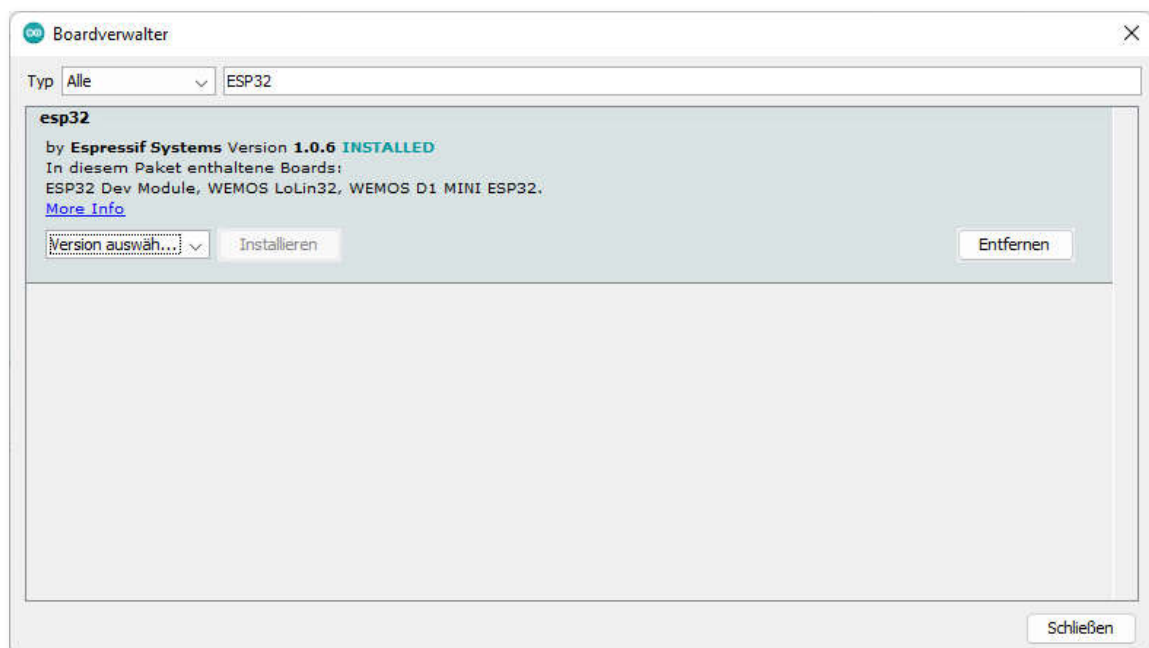 Boardverwalter
Typ Alle ESP32
esp32
by Espressif Systems Version 1.0.6 INSTALLED
In diesem Paket enthaltene Boards:
ESP32 Dev Module, WEMOS LoLin32, WEMOS D1 MINI ESP32.
More Info
Version auswäh... Installieren Entfernen
Schließen